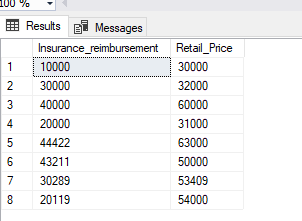 100 %
Results Messages
Insurance_reimbursement Retail_Price
1 10000 30000
2 30000 32000
3 40000 60000
4 20000 31000
5 44422 63000
6 43211 50000
7 30289 53409
8 20119 54000